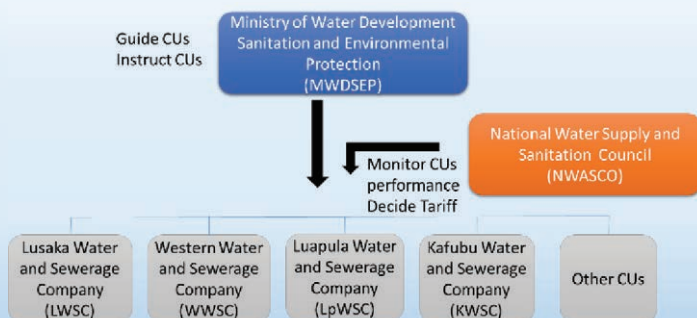 Ministry of Water Development
Sanitation and Environmental
Protection
(MWDSEP)
Guide CUs
Instruct CUs
National Water Supply and
Sanitation Council
(NWASCO)
Monitor CUs
performance
Decide Tariff
Lusaka Water
and Sewerage
Company
(LWSC)
Western Water
and Sewerage
Company
(WWSC)
Luapula Water
and Sewerage
Company
(LpWSC)
Kafubu Water
and Sewerage
Company
(KWSC)
Other CUs